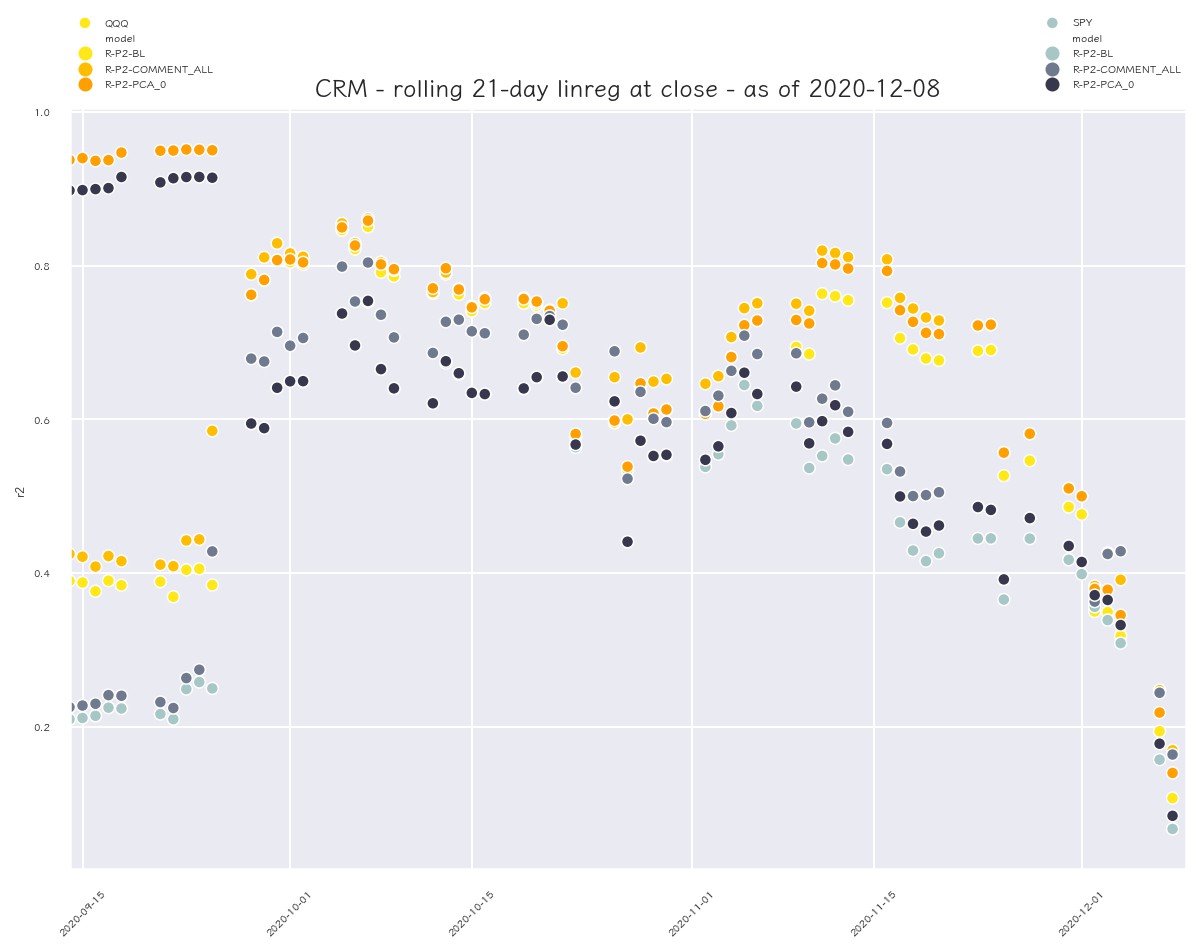 QQQ
model
R-P2-BL
R-P2-COMMENT_ALL
R-P2-PCA_0
SPY
model
R-P2-BL
R-P2-COMMENT_ALL
R-P2-PCA_0
CRM - rolling 21-day linreg at close - as of 2020-12-08
1.0
0.8
0.6
0.4
0.2
r2
2020-09-15
2020-10-01
2020-10-15
2020-11-01
2020-11-15
2020-12-01